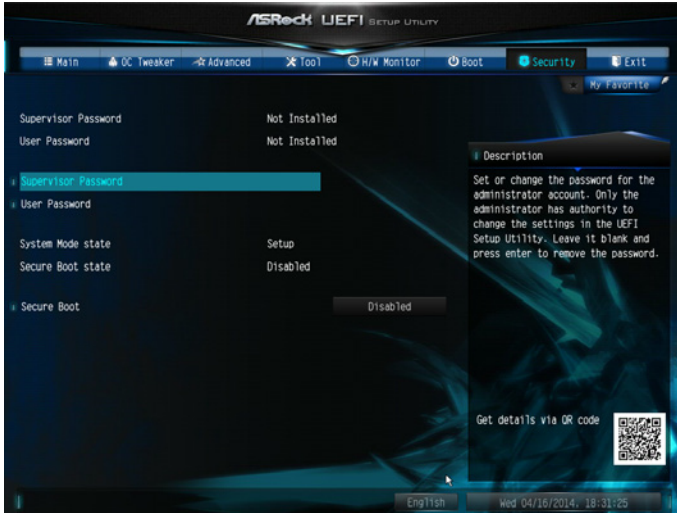 ASRock UEFI SETUP UTILITY
Main OC Tweaker Advanced Tool H/W Monitor Boot Security Exit
My Favorite
Supervisor Password Not Installed
User Password Not Installed
Supervisor Password
User Password
System Mode state Setup
Secure Boot state Disabled
Secure Boot Disabled
Description
Set or change the password for the
administrator account. Only the
administrator has authority to
change the settings in the UEFI
Setup Utility. Leave it blank and
press enter to remove the password.
Get details via QR code
English Wed 04/16/2014, 18:31:25